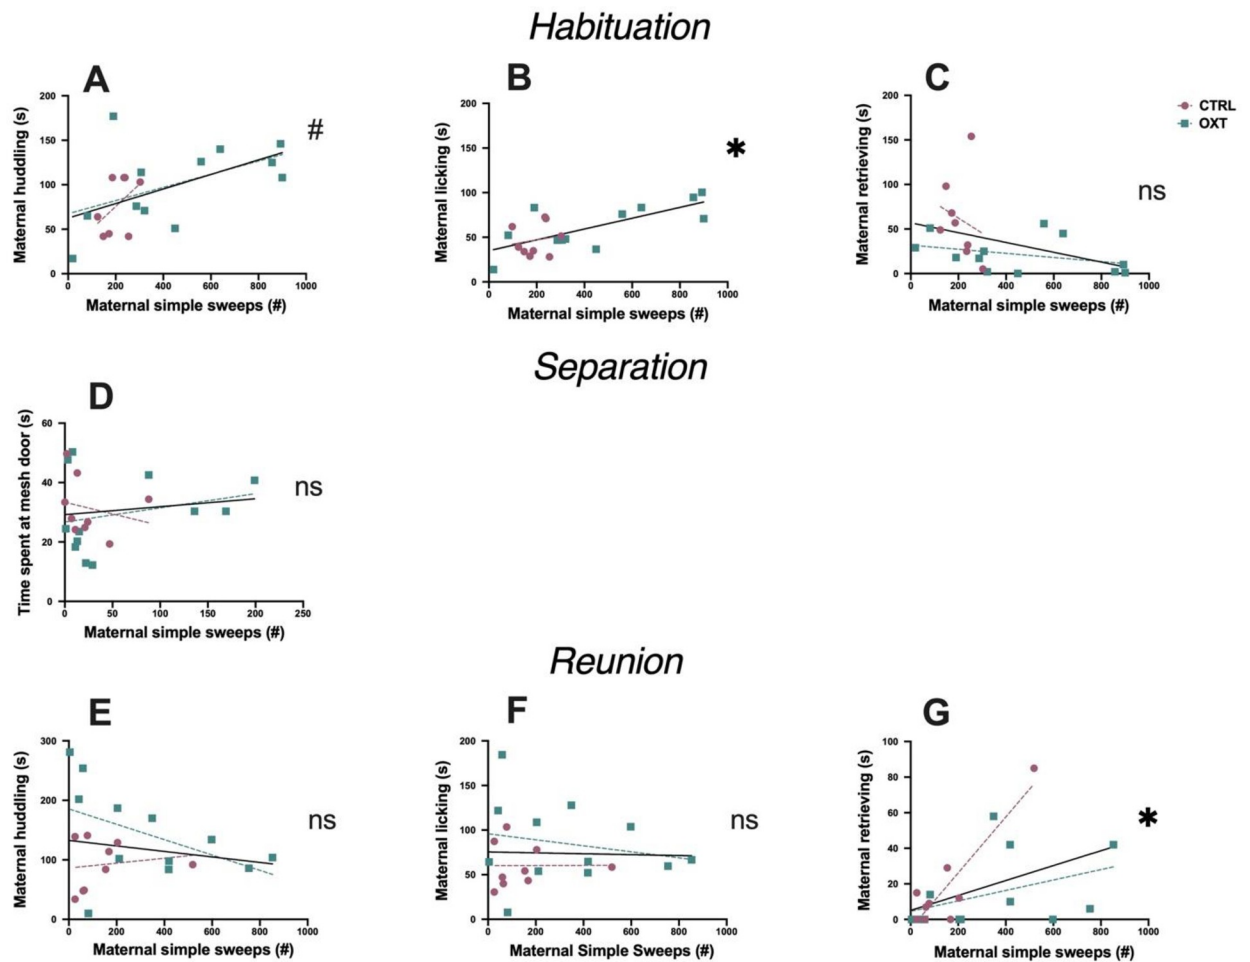 Habituation
A
B
C
200
150
100
50
0
Maternal huddling (s)
0 200 400 600 800 1000
Maternal simple sweeps (#)
#
200
150
100
50
0
Maternal licking (s)
0 200 400 600 800 1000
Maternal simple sweeps (#)
*
200
150
100
50
0
Maternal retrieving (s)
0 200 400 600 800 1000
Maternal simple sweeps (#)
ns
CTRL
OXT
Separation
D
60
40
20
0
Time spent at mesh door (s)
0 50 100 150 200 250
Maternal simple sweeps (#)
ns
Reunion
E
300
200
100
0
Maternal huddling (s)
0 200 400 600 800 1000
Maternal simple sweeps (#)
ns
F
200
150
100
50
0
Maternal licking (s)
0 200 400 600 800 1000
Maternal Simple Sweeps (#)
ns
G
100
80
60
40
20
0
Maternal retrieving (s)
0 200 400 600 800 1000
Maternal simple sweeps (#)
*